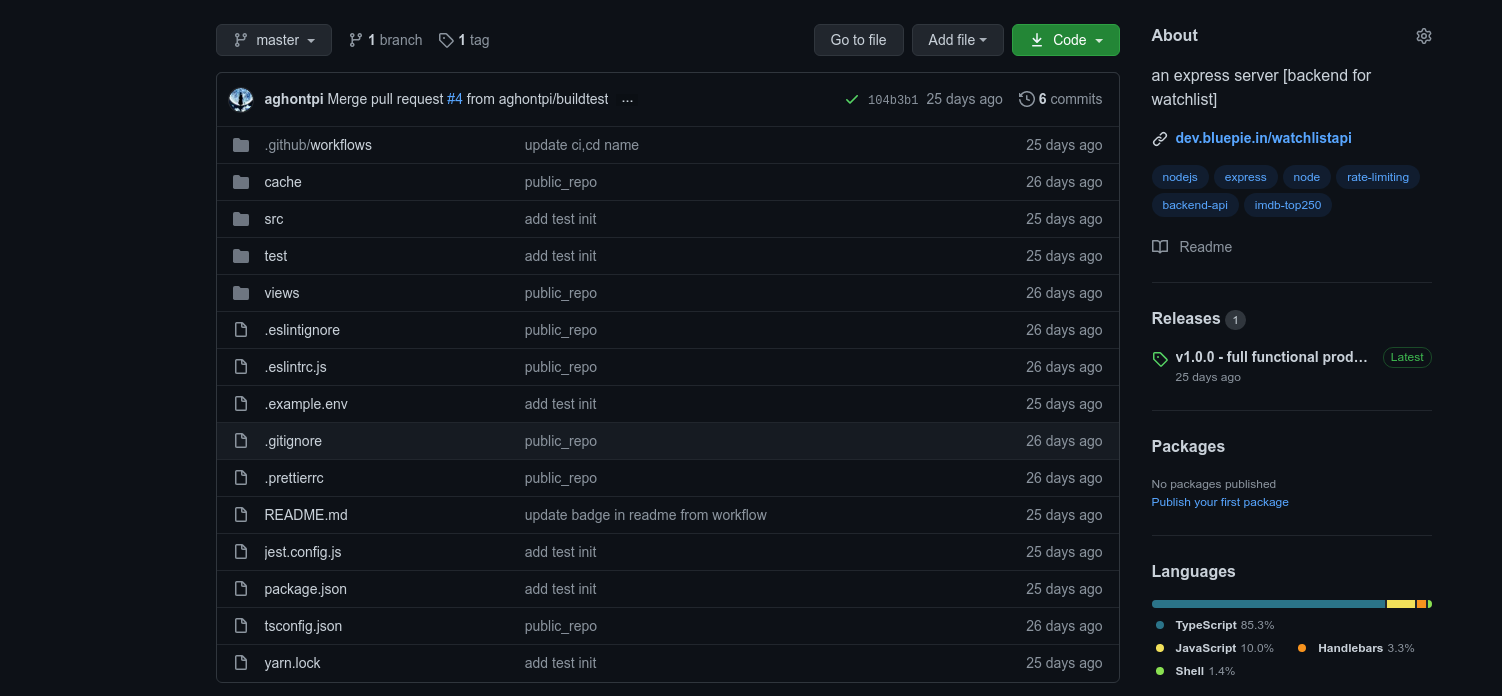 master 1 branch 1 tag Go to file Add file Code
aghontpi Merge pull request #4 from aghontpi/buildtest ... 104b3b1 25 days ago 6 commits
.github/workflows update ci,cd name 25 days ago
cache public_repo 26 days ago
src add test init 25 days ago
test add test init 25 days ago
views public_repo 26 days ago
.eslintignore public_repo 26 days ago
.eslintrc.js public_repo 26 days ago
.example.env add test init 25 days ago
.gitignore public_repo 26 days ago
.prettierrc public_repo 26 days ago
README.md update badge in readme from workflow 25 days ago
jest.config.js add test init 25 days ago
package.json add test init 25 days ago
tsconfig.json public_repo 26 days ago
yarn.lock add test init 25 days ago
About
an express server [backend for
watchlist]
dev.bluepie.in/watchlistapi
nodejs express node rate-limiting
backend-api imdb-top250
Readme
Releases 1
v1.0.0 - full functional prod... Latest
25 days ago
Packages
No packages published
Publish your first package
Languages
TypeScript 85.3%
JavaScript 10.0% Handlebars 3.3%
Shell 1.4%